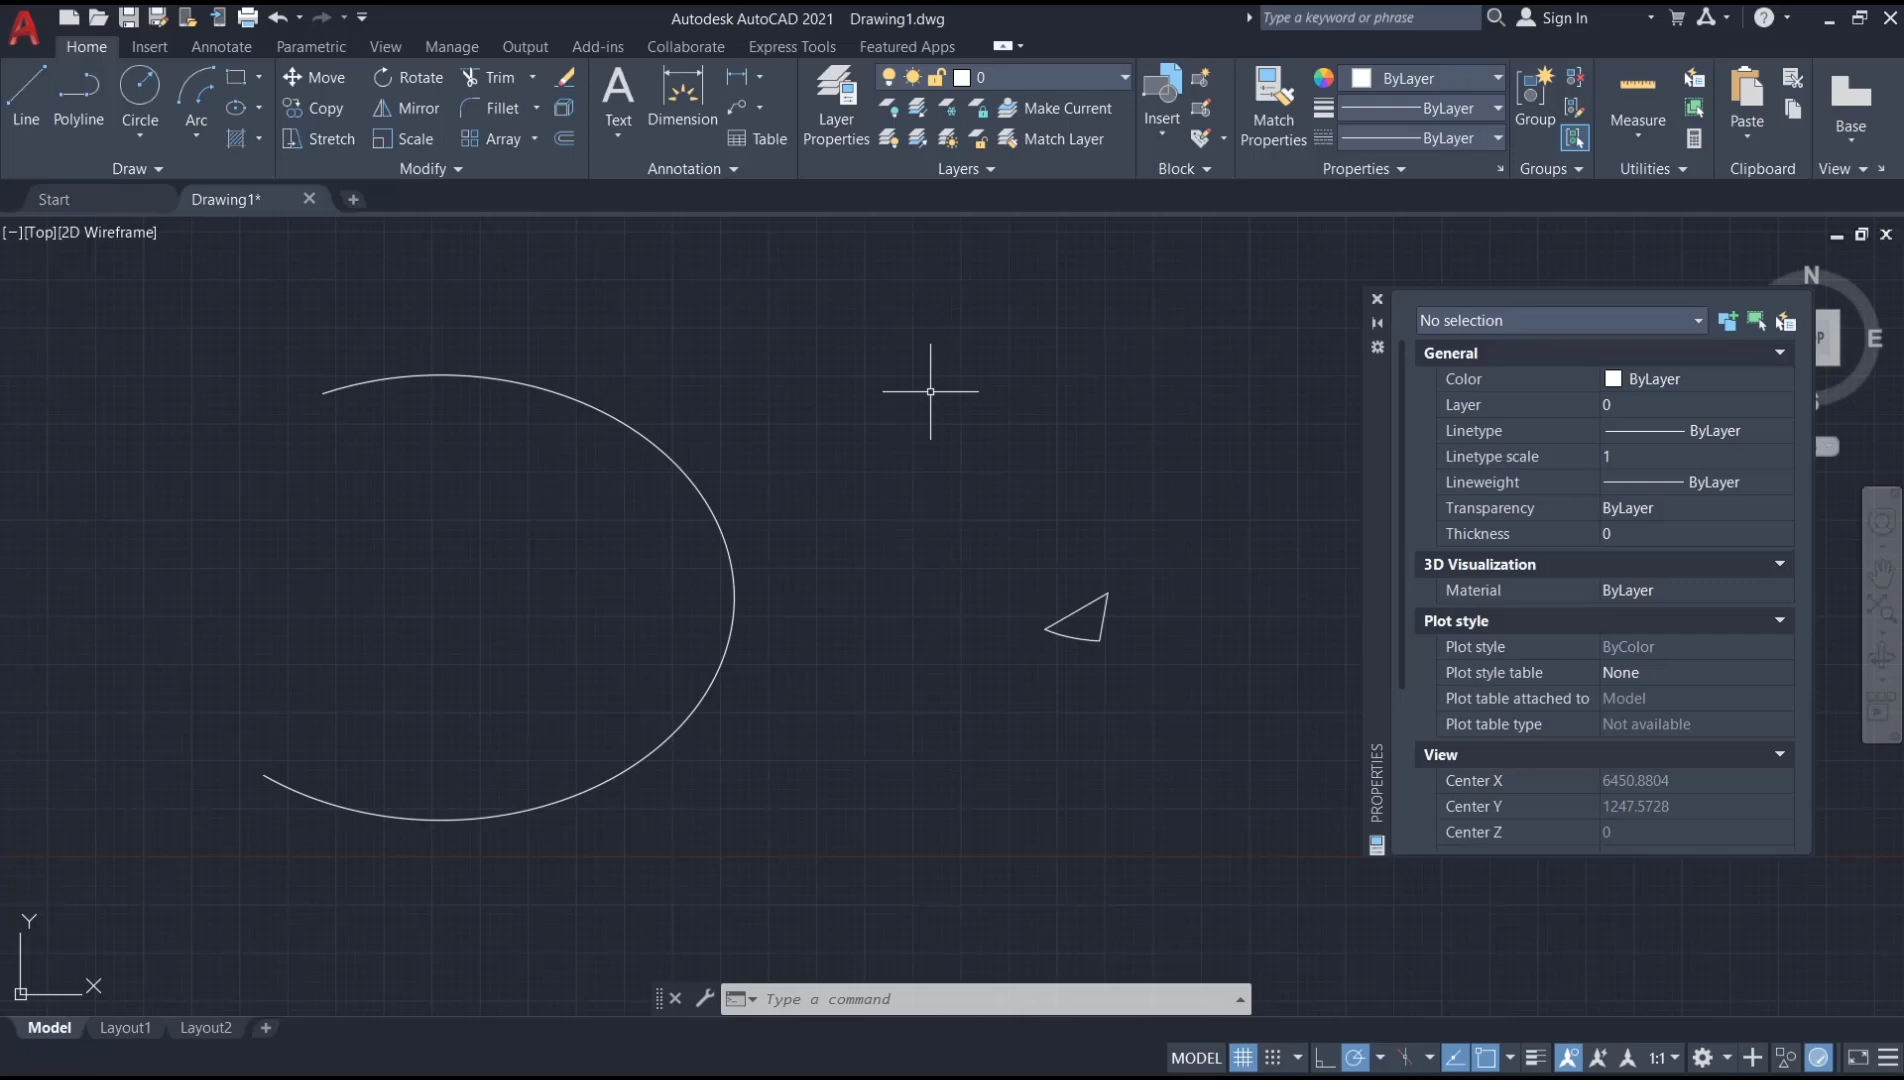 Autodesk AutoCAD 2021 Drawing1.dwg
Type a keyword or phrase
Sign In
Home Insert Annotate Parametric View Manage Output Add-ins Collaborate Express Tools Featured Apps
Line Polyline Circle Arc
Move Rotate Trim
Copy Mirror Fillet
Stretch Scale Array
Text Dimension
Table
Layer
Properties
0
Make Current
Match Layer
Insert
Match
Properties
ByLayer
ByLayer
ByLayer
Group
Measure
Paste
Base
Draw Modify Annotation Layers Block Properties Groups Utilities Clipboard View
Start Drawing1*
[−][Top][2D Wireframe]
N
E
No selection
General
Color ByLayer
Layer 0
Linetype ByLayer
Linetype scale 1
Lineweight ByLayer
Transparency ByLayer
Thickness 0
3D Visualization
Material ByLayer
Plot style
Plot style ByColor
Plot style table None
Plot table attached to Model
Plot table type Not available
View
Center X 6450.8804
Center Y 1247.5728
Center Z 0
PROPERTIES
Y
X
Type a command
Model Layout1 Layout2
MODEL 1:1